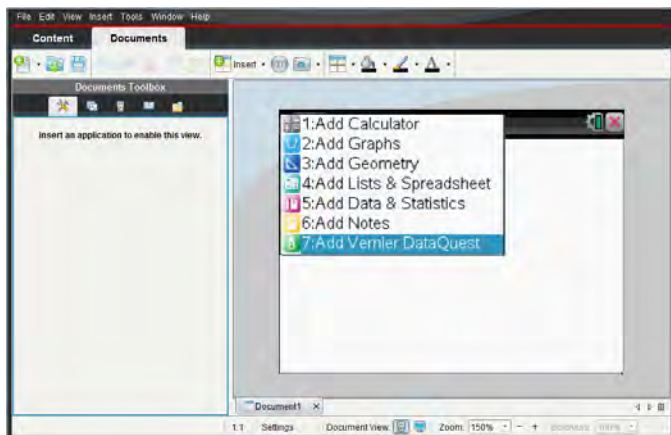 File Edit View Insert Tools Window Help
Content Documents
Insert
Documents Toolbox
Insert an application to enable this view.
1:Add Calculator
2:Add Graphs
3:Add Geometry
4:Add Lists & Spreadsheet
5:Add Data & Statistics
6:Add Notes
7:Add Vernier DataQuest
Document1
1.1 Settings Document View: Zoom: 150% - +